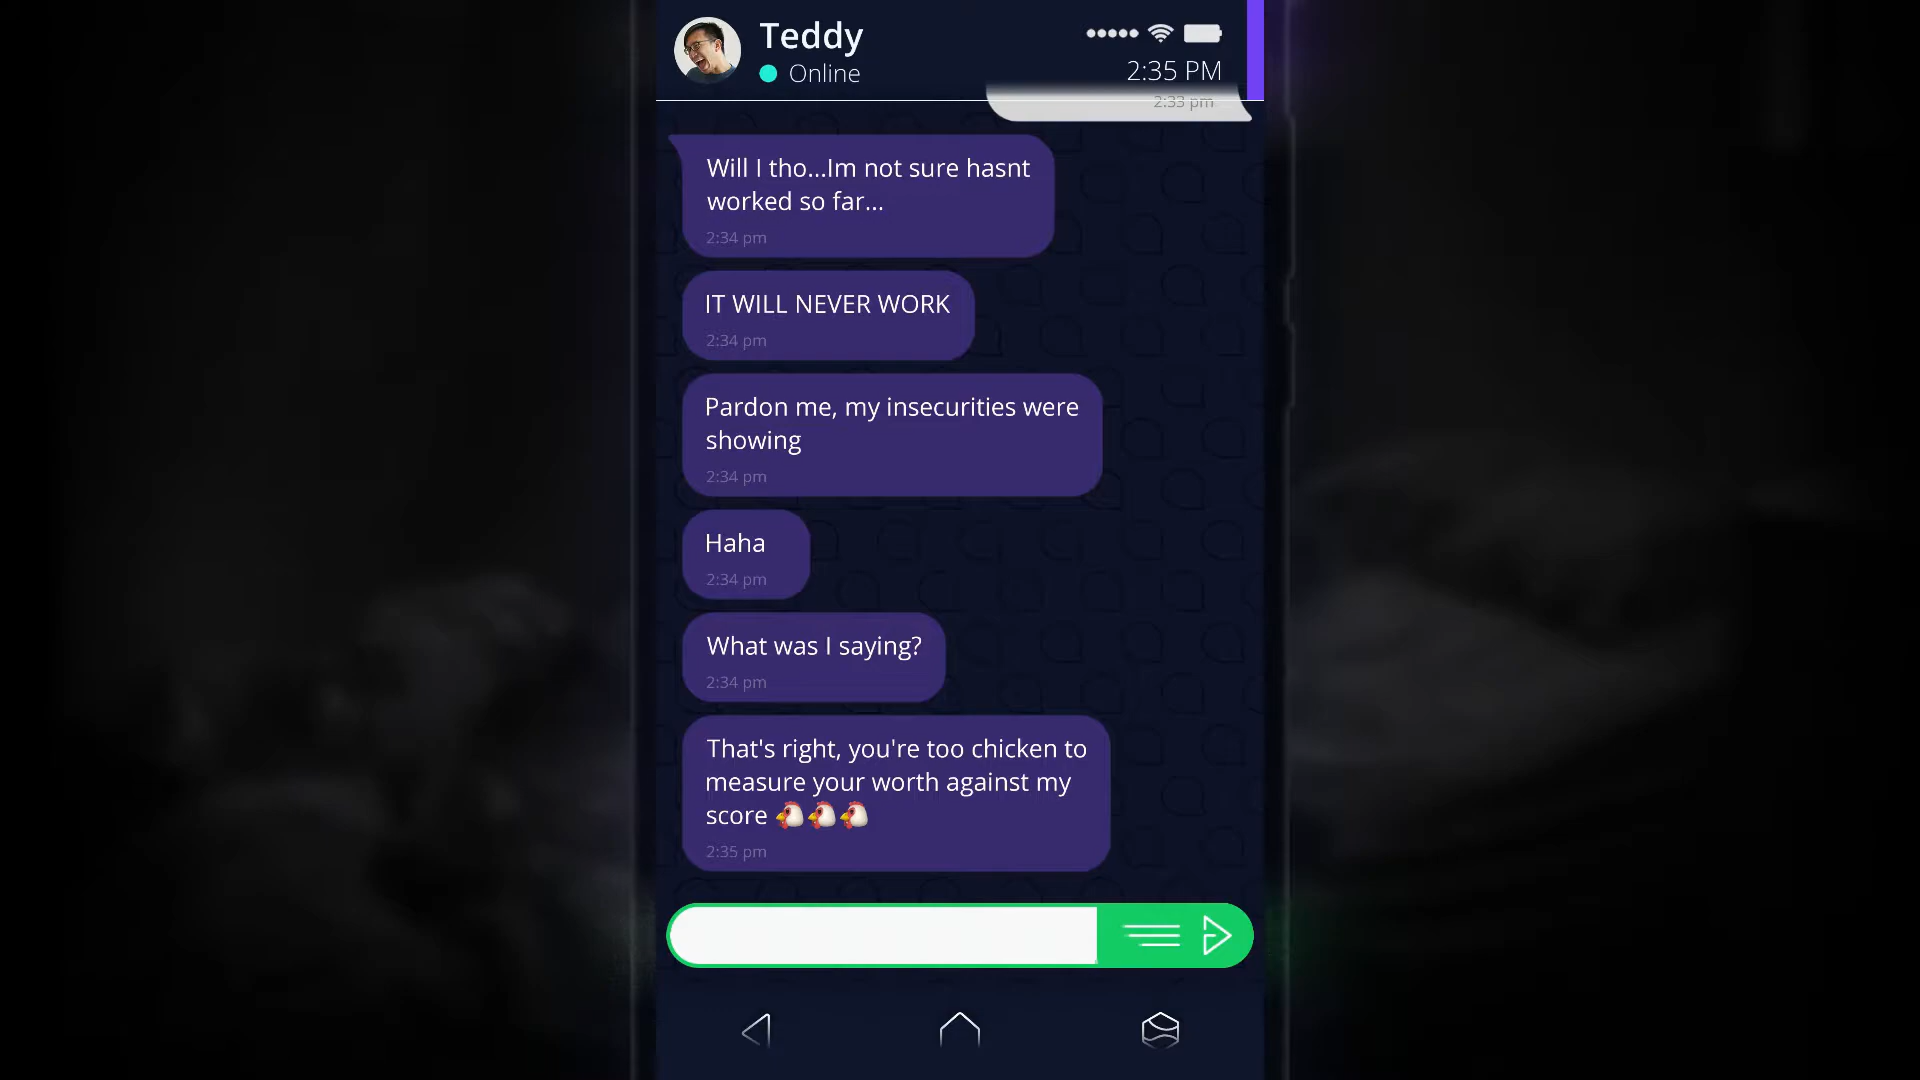 Teddy
Online
2:35 PM
2:33 pm
Will I tho...Im not sure hasnt
worked so far...
2:34 pm
IT WILL NEVER WORK
2:34 pm
Pardon me, my insecurities were
showing
2:34 pm
Haha
2:34 pm
What was I saying?
2:34 pm
That's right, you're too chicken to
measure your worth against my
score 🐔🐔🐔
2:35 pm